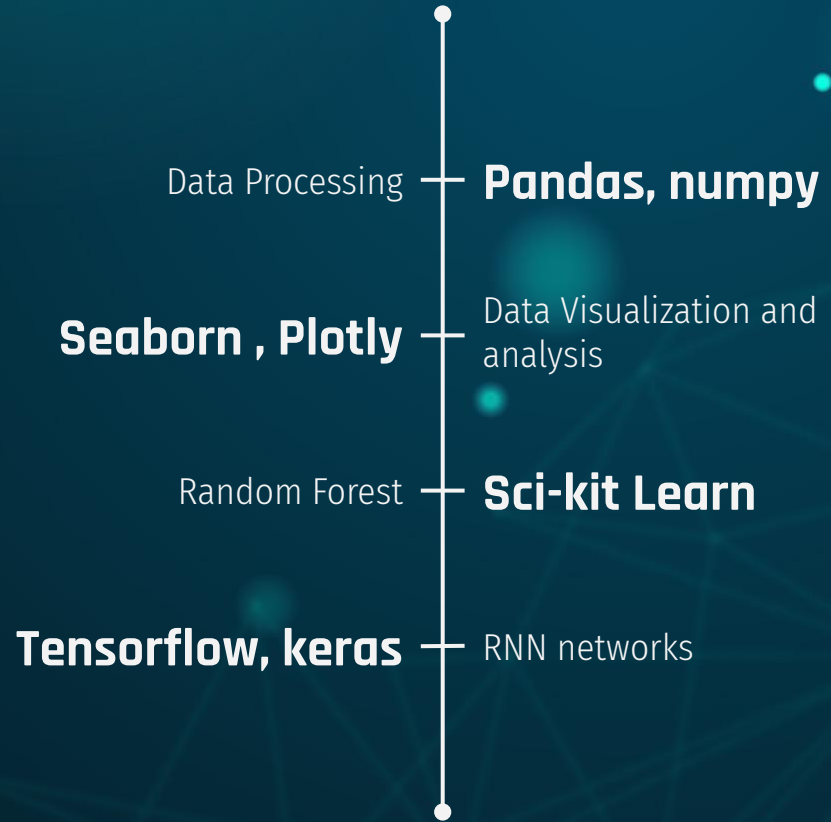 Data Processing
Pandas, numpy
Seaborn , Plotly
Data Visualization and
analysis
Random Forest
Sci-kit Learn
Tensorflow, keras
RNN networks